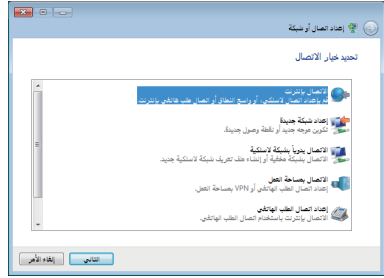 إعداد اتصال أو شبكة
تحديد خيار الاتصال
الاتصال بإنترنت
قم بإعداد اتصال لاسلكي، أو واسع النطاق أو اتصال طلب هاتفي بإنترنت.
إعداد شبكة جديدة
تكوين موجه جديد أو نقطة وصول جديدة.
الاتصال يدوياً بشبكة لاسلكية
الاتصال بشبكة مخفية أو إنشاء ملف تعريف شبكة لاسلكية جديد.
الاتصال بمساحة العمل
إعداد اتصال الطلب الهاتفي أو VPN بمساحة العمل.
إعداد اتصال الطلب الهاتفي
الاتصال بإنترنت باستخدام اتصال الطلب الهاتفي.
التالي
إلغاء الأمر